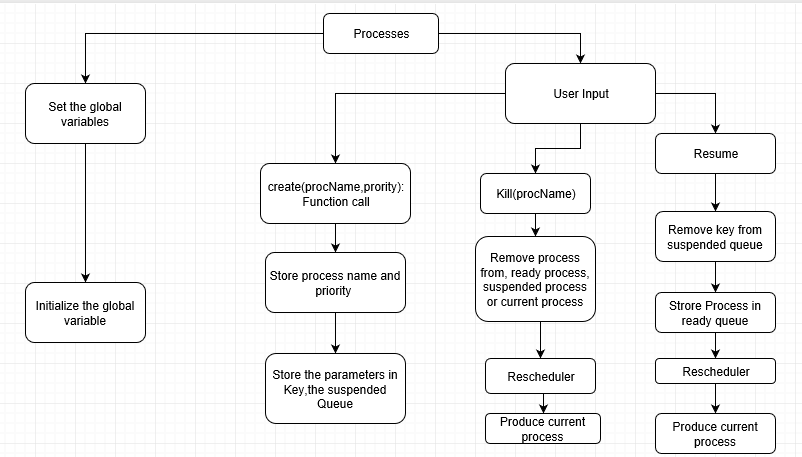 Processes
Set the global
variables
Initialize the global
variable
User Input
create(procName,prority):
Function call
Store process name and
priority
Store the parameters in
Key,the suspended
Queue
Kill(procName)
Remove process
from, ready process,
suspended process
or current process
Rescheduler
Produce current
process
Resume
Remove key from
suspended queue
Strore Process in
ready queue
Rescheduler
Produce current
process